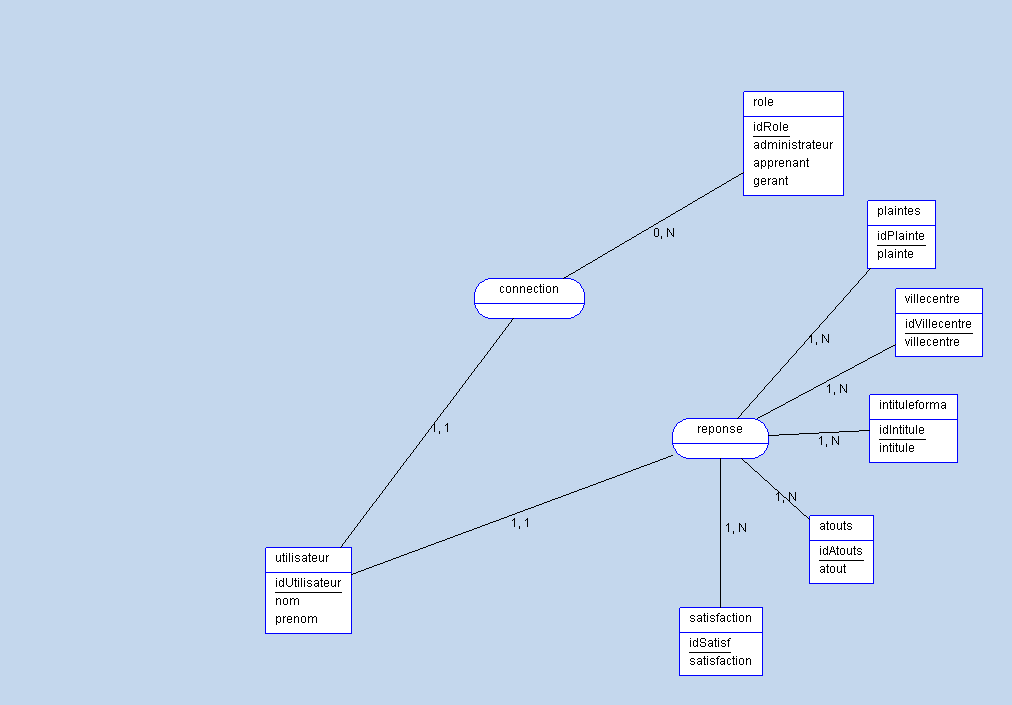 role
idRole
administrateur
apprenant
gerant
plaintes
idPlainte
plainte
0, N
connection
villecentre
idVillecentre
villecentre
1, N
1, N
intituleforma
idIntitule
intitule
1, 1
reponse
1, N
1, N
atouts
idAtouts
atout
1, 1
1, N
utilisateur
idUtilisateur
nom
prenom
satisfaction
idSatisf
satisfaction